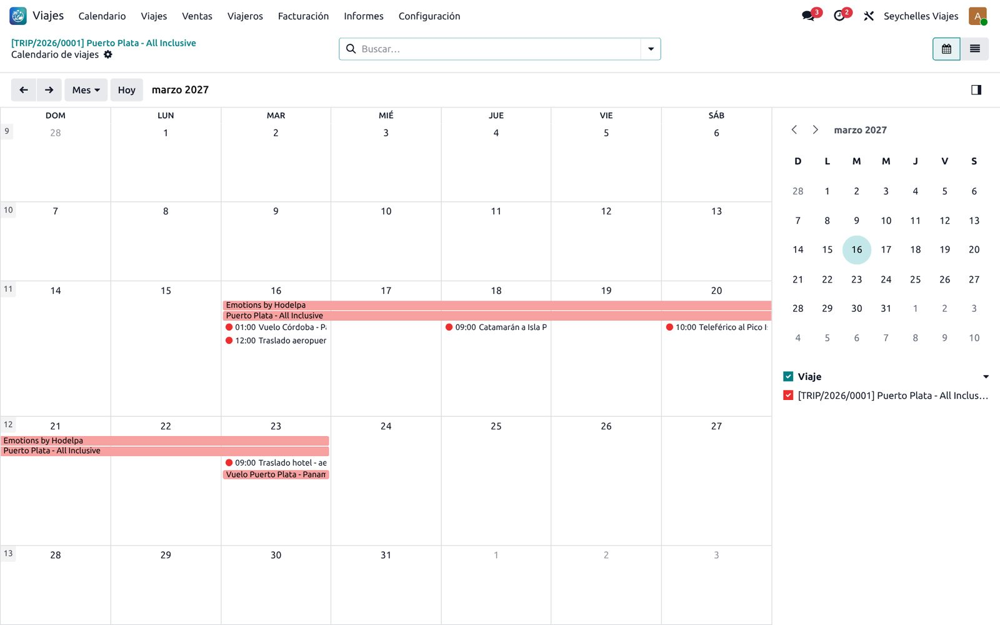 Viajes Calendario Viajes Ventas Viajeros Facturación Informes Configuración 3 2 Seychelles Viajes A
[TRIP/2026/0001] Puerto Plata - All Inclusive
Calendario de viajes
Buscar...
Mes Hoy marzo 2027
DOM LUN MAR MIÉ JUE VIE SÁB
9 28 1 2 3 4 5 6
10 7 8 9 10 11 12 13
11 14 15 16 17 18 19 20
Emotions by Hodelpa
Puerto Plata - All Inclusive
01:00 Vuelo Córdoba - 09:00 Catamarán a Isla P 10:00 Teleférico al Pico
12:00 Traslado aeropuer
12 21 22 23 24 25 26 27
Emotions by Hodelpa
Puerto Plata - All Inclusive
09:00 Traslado hotel - ae
Vuelo Puerto Plata - Panam
13 28 29 30 31 1 2 3
marzo 2027
D L M M J V S
28 1 2 3 4 5 6
7 8 9 10 11 12 13
14 15 16 17 18 19 20
21 22 23 24 25 26 27
28 29 30 31 1 2 3
4 5 6 7 8 9 10
Viaje
[TRIP/2026/0001] Puerto Plata - All Inclus...